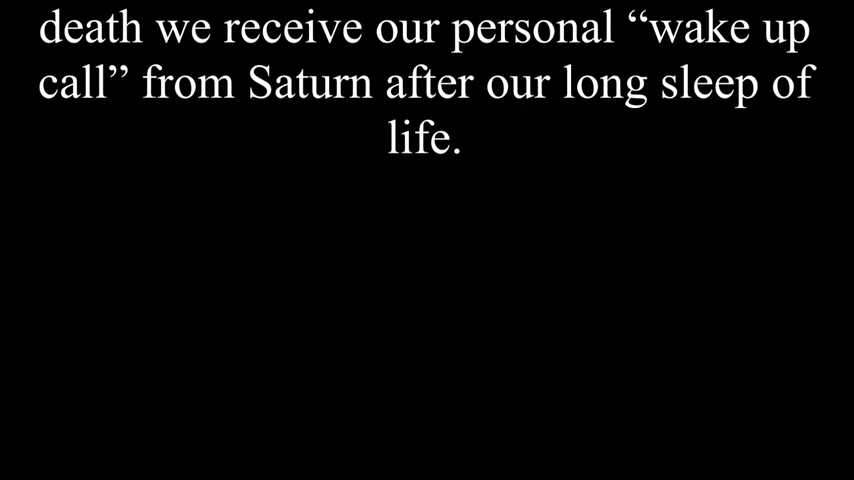 death we receive our personal “wake up
call” from Saturn after our long sleep of
life.